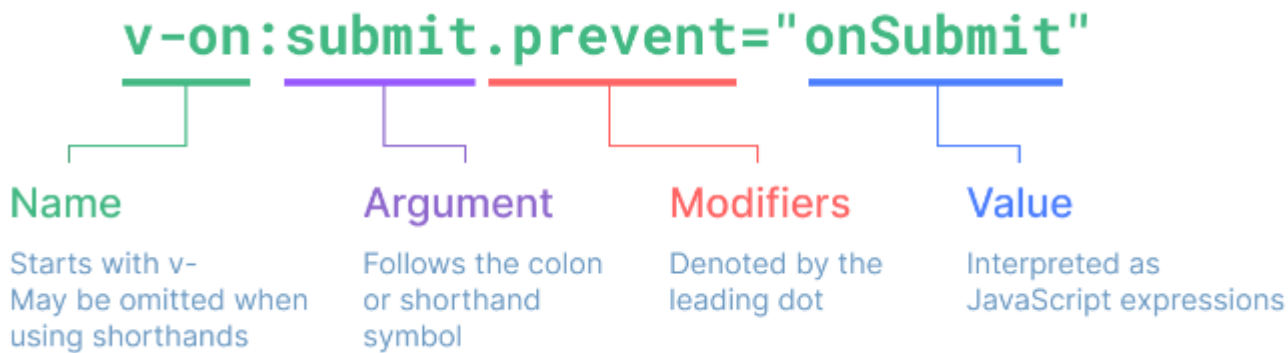 v-on:submit.prevent="onSubmit"
Name
Starts with v-
May be omitted when
using shorthands
Argument
Follows the colon
or shorthand
symbol
Modifiers
Denoted by the
leading dot
Value
Interpreted as
JavaScript expressions